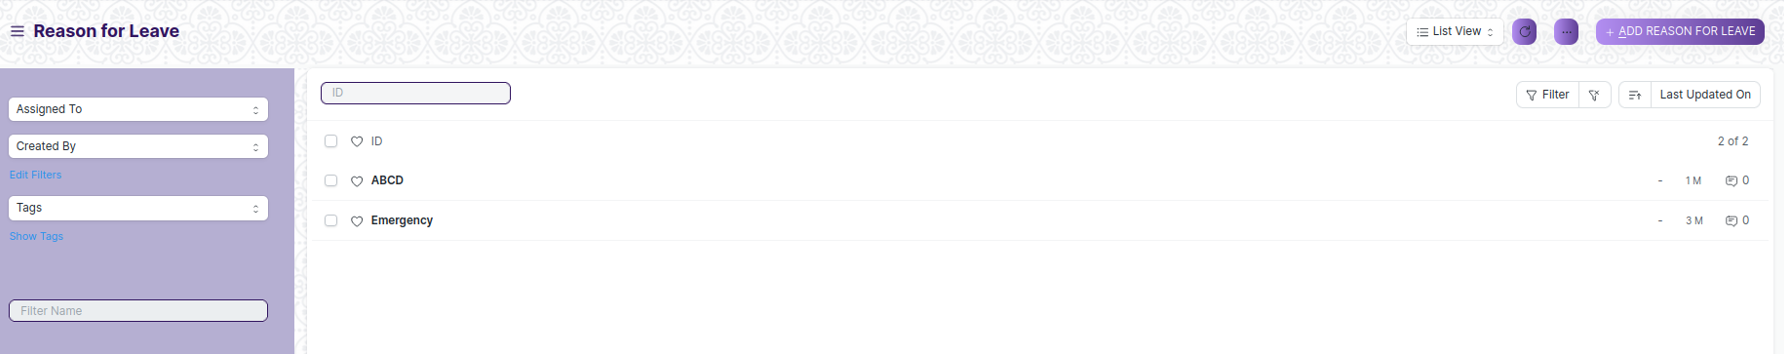 Reason for Leave
List View
...
+ ADD REASON FOR LEAVE
Assigned To
Created By
Edit Filters
Tags
Show Tags
Filter Name
ID
Filter
Last Updated On
ID
2 of 2
ABCD
- 1 M 0
Emergency
- 3 M 0